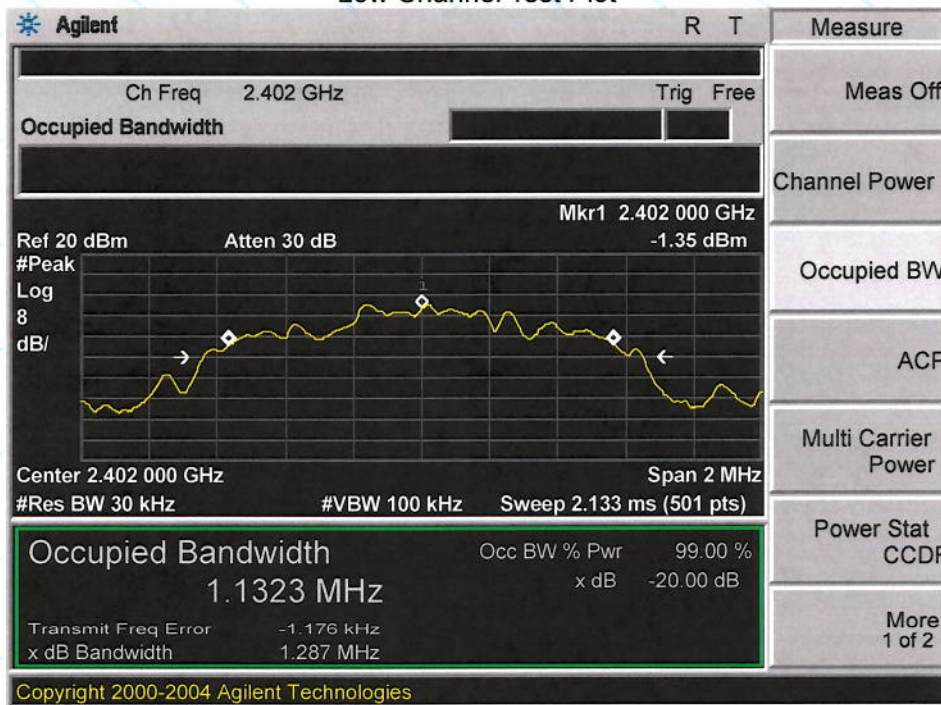 Low Channel Test Plot
Agilent R T
Measure
Ch Freq 2.402 GHz Trig Free
Occupied Bandwidth
Meas Off
Channel Power
Occupied BW
ACP
Multi Carrier
Power
Power Stat
CCDF
More
1 of 2
Mkr1 2.402 000 GHz
Ref 20 dBm Atten 30 dB -1.35 dBm
#Peak
Log
8
dB/
1
Center 2.402 000 GHz Span 2 MHz
#Res BW 30 kHz #VBW 100 kHz Sweep 2.133 ms (501 pts)
Occupied Bandwidth Occ BW % Pwr 99.00 %
1.1323 MHz x dB -20.00 dB
Transmit Freq Error -1.176 kHz
x dB Bandwidth 1.287 MHz
Copyright 2000-2004 Agilent Technologies